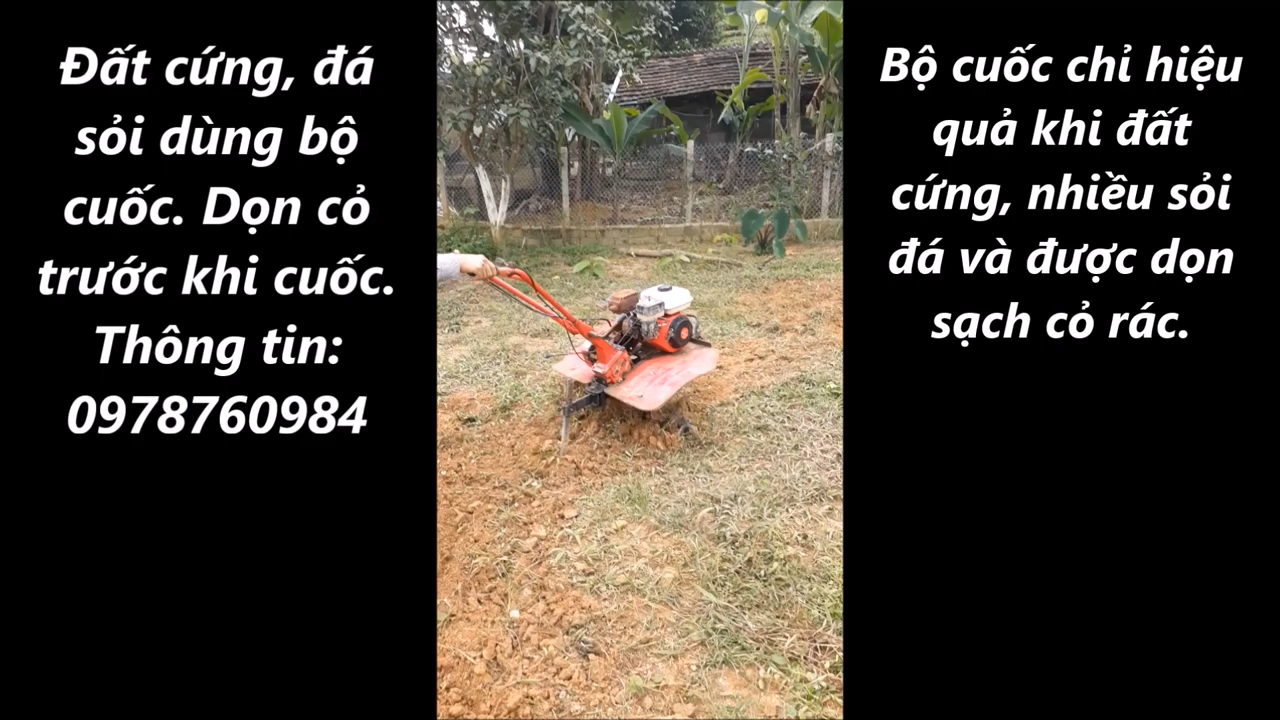 Đất cứng, đá
sỏi dùng bộ
cuốc. Dọn cỏ
trước khi cuốc.
Thông tin:
0978760984
Bộ cuốc chỉ hiệu
quả khi đất
cứng, nhiều sỏi
đá và được dọn
sạch cỏ rác.